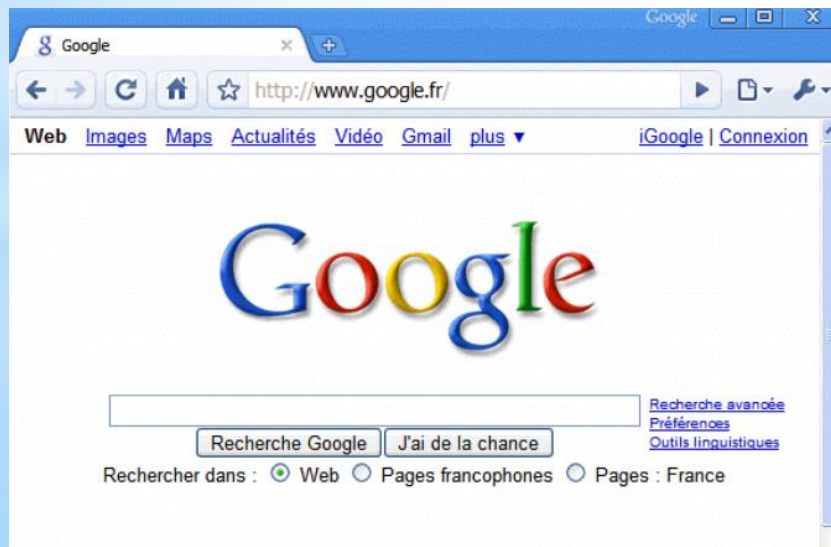 Google
Google
http://www.google.fr/
Web Images Maps Actualités Vidéo Gmail plus ▼ iGoogle | Connexion
Google
Recherche avancée
Préférences
Outils linguistiques
Recherche Google J'ai de la chance
Rechercher dans : Web Pages francophones Pages : France